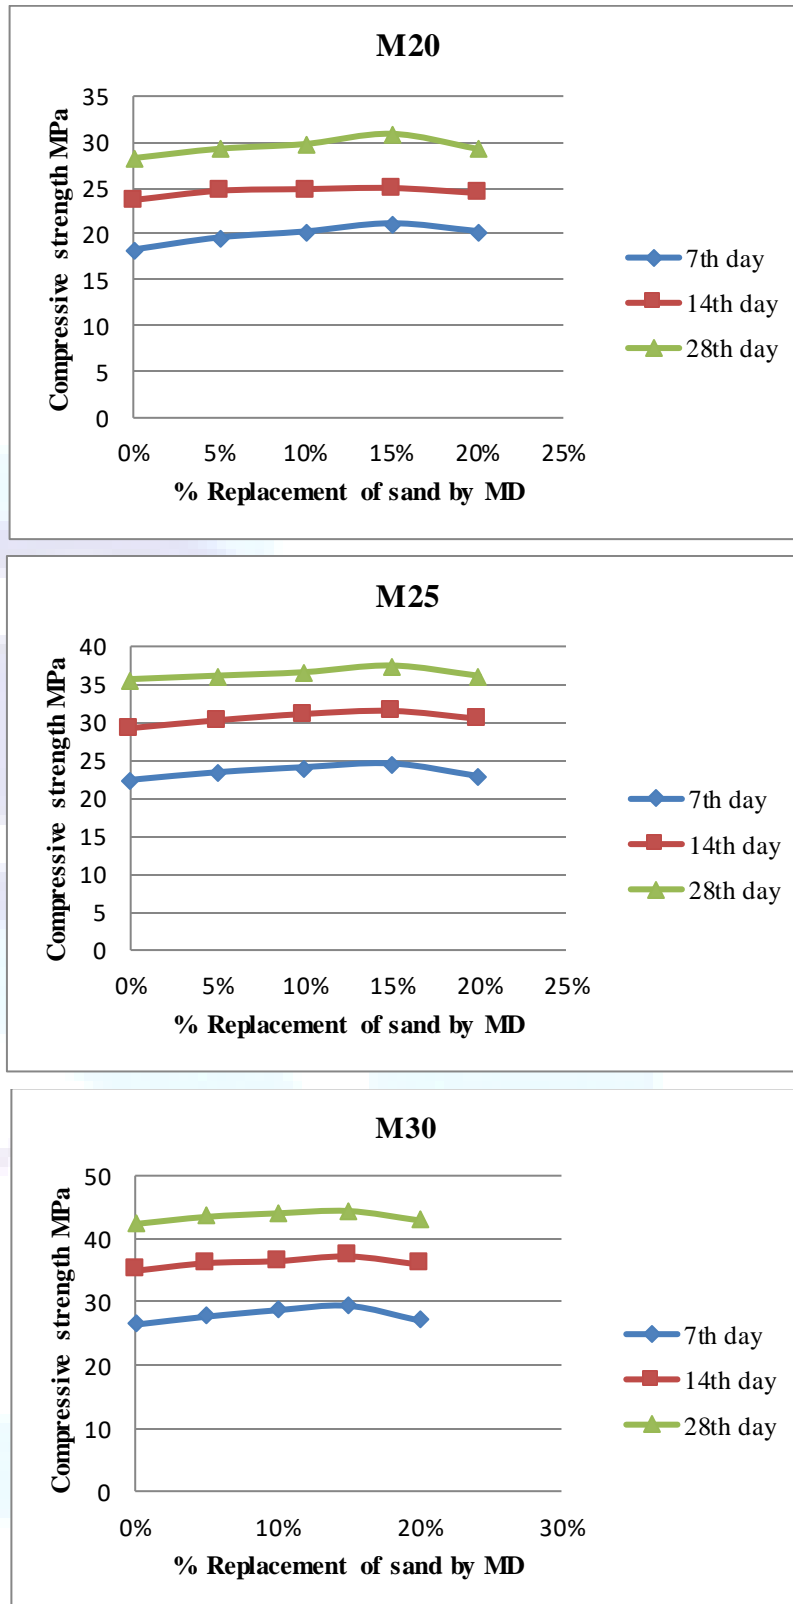 M20
Compressive strength MPa
35
30
25
20
15
10
5
0
0% 5% 10% 15% 20% 25%
% Replacement of sand by MD
7th day
14th day
28th day
M25
Compressive strength MPa
40
35
30
25
20
15
10
5
0
0% 5% 10% 15% 20% 25%
% Replacement of sand by MD
7th day
14th day
28th day
M30
Compressive strength MPa
50
40
30
20
10
0
0% 10% 20% 30%
% Replacement of sand by MD
7th day
14th day
28th day